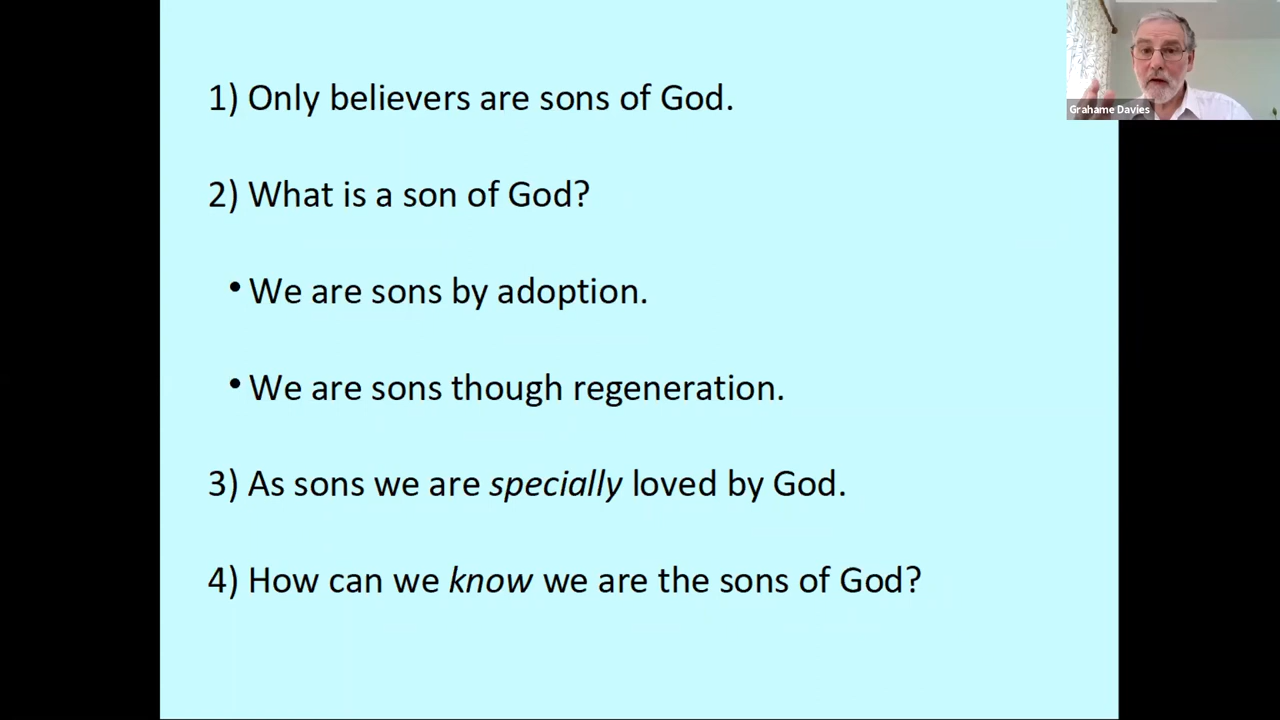 Grahame Davies
1) Only believers are sons of God.
2) What is a son of God?
• We are sons by adoption.
• We are sons though regeneration.
3) As sons we are specially loved by God.
4) How can we know we are the sons of God?